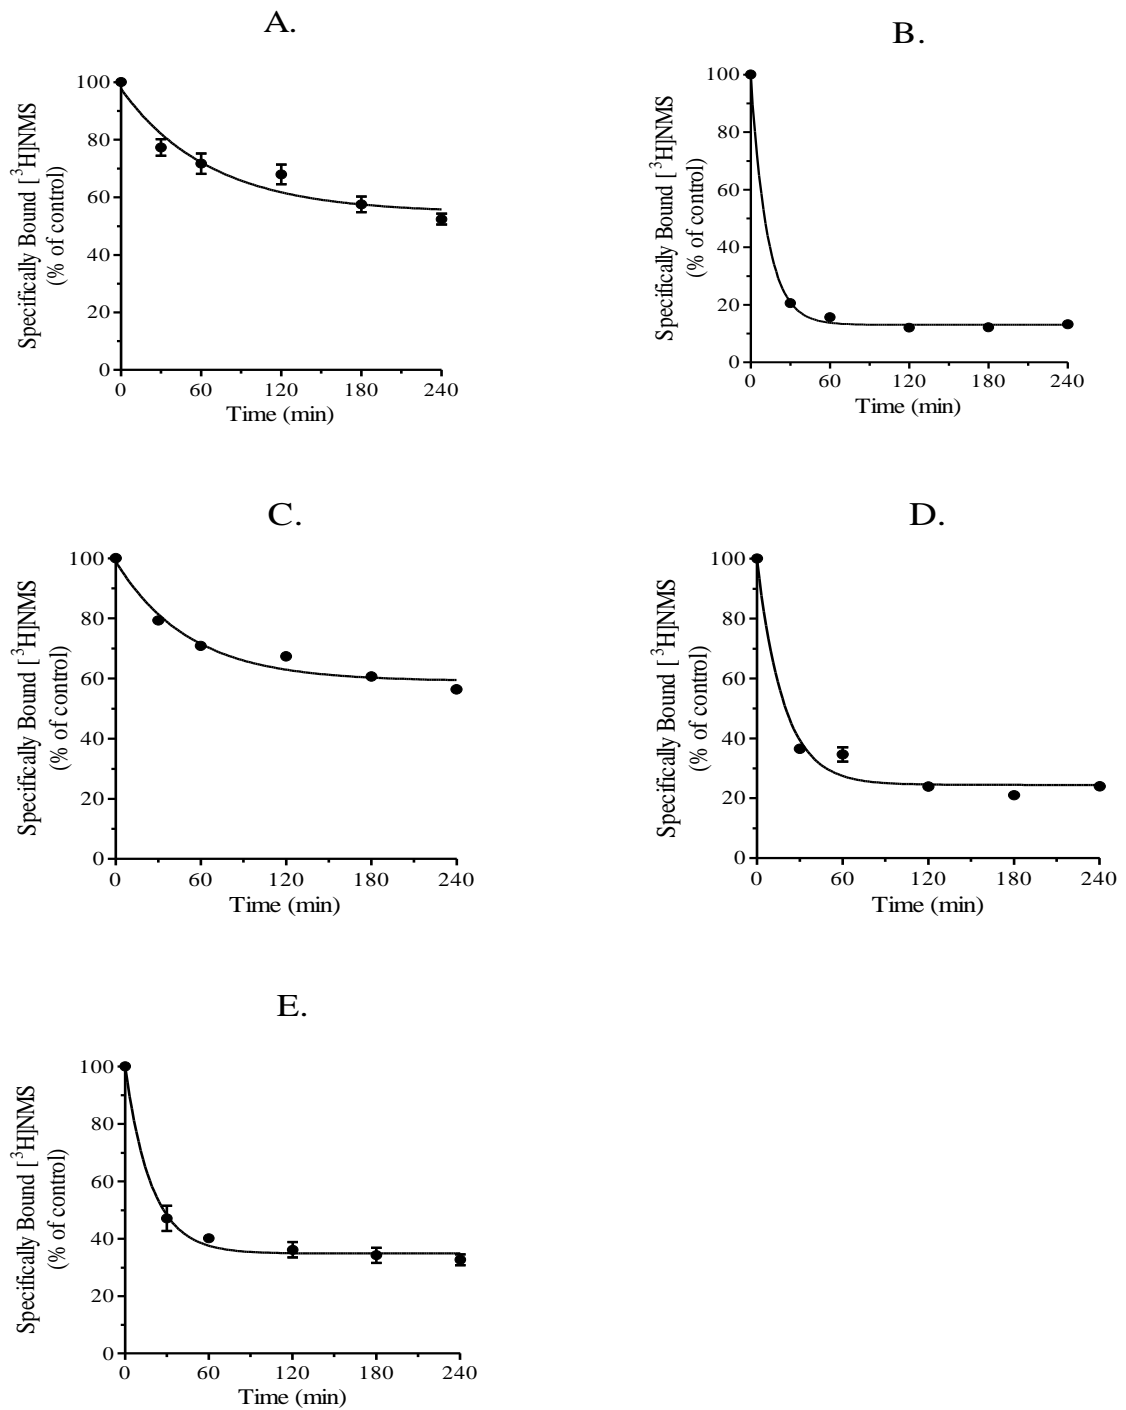 A.
Specifically Bound [³H]NMS
(% of control)
100
80
60
40
20
0
0 60 120 180 240
Time (min)
B.
Specifically Bound [³H]NMS
(% of control)
100
80
60
40
20
0
0 60 120 180 240
Time (min)
C.
Specifically Bound [³H]NMS
(% of control)
100
80
60
40
20
0
0 60 120 180 240
Time (min)
D.
Specifically Bound [³H]NMS
(% of control)
100
80
60
40
20
0
0 60 120 180 240
Time (min)
E.
Specifically Bound [³H]NMS
(% of control)
100
80
60
40
20
0
0 60 120 180 240
Time (min)